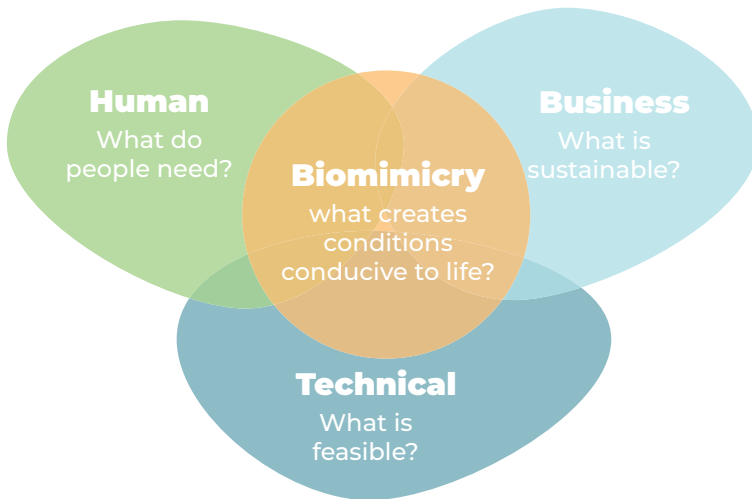 Human
What do
people need?
Business
What is
sustainable?
Biomimicry
what creates
conditions
conducive to life?
Technical
What is
feasible?